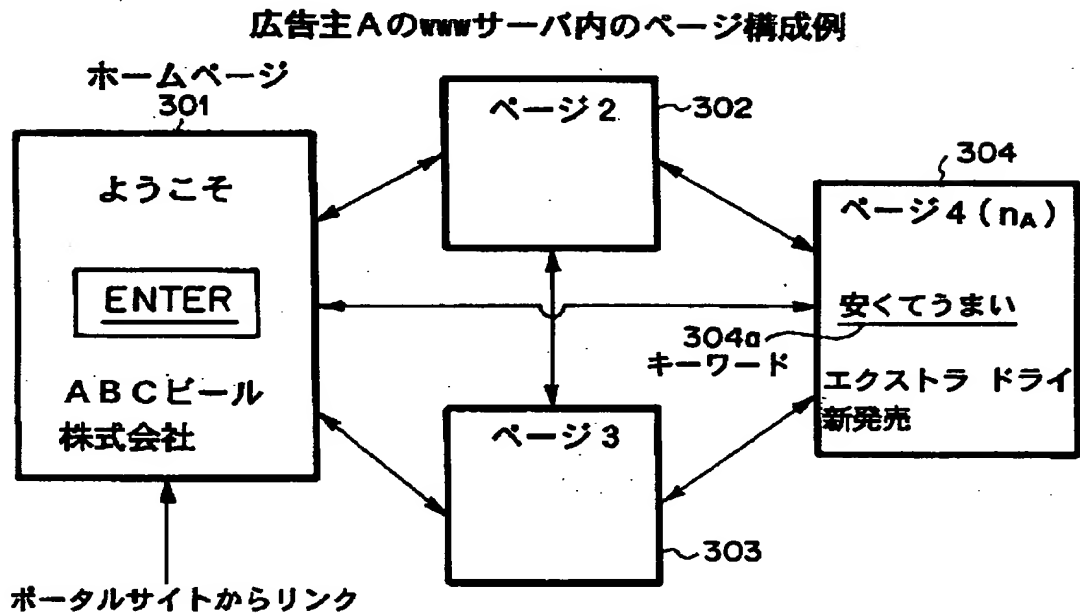 広告主Aのwwwサーバ内のページ構成例
ホームページ
301
ようこそ
ENTER
ABCビール
株式会社
ポータルサイトからリンク
ページ2
302
ページ3
303
304
ページ4(nA)
安くてうまい
304a
キーワード
エクストラ ドライ
新発売